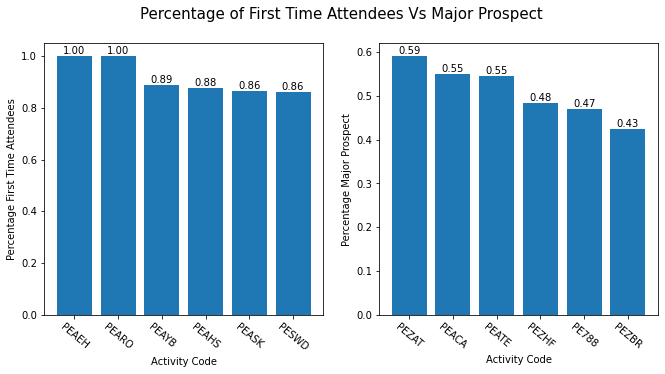 Percentage of First Time Attendees Vs Major Prospect
Percentage First Time Attendees
1.0
0.8
0.6
0.4
0.2
0.0
1.00
1.00
0.89
0.88
0.86
0.86
PEAEH
PEARO
PEAYB
PEAHS
PEASK
PESWD
Activity Code
Percentage Major Prospect
0.6
0.5
0.4
0.3
0.2
0.1
0.0
0.59
0.55
0.55
0.48
0.47
0.43
PEZAT
PEACA
PEATE
PEZHF
PE788
PEZBR
Activity Code